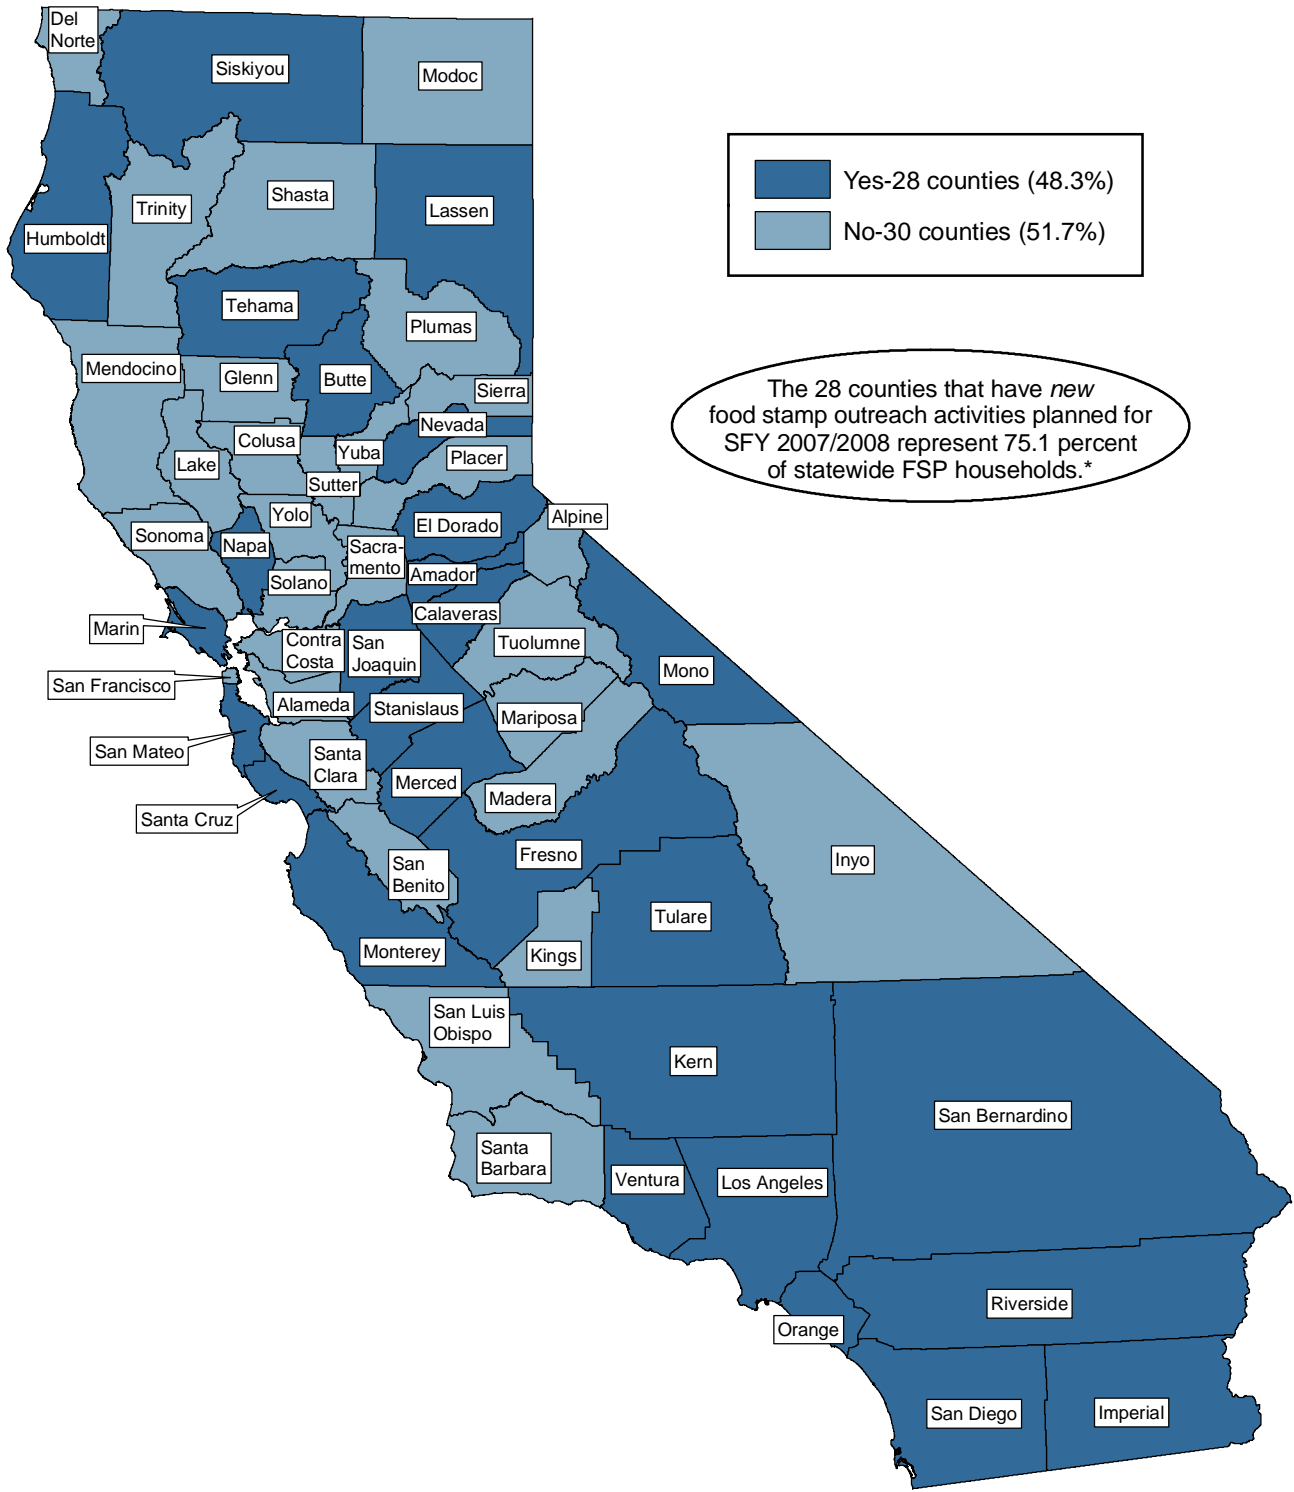 Del
Norte
Siskiyou
Modoc
Yes-28 counties (48.3%)
No-30 counties (51.7%)
Trinity
Shasta
Lassen
Humboldt
Tehama
Plumas
Mendocino
Glenn
Butte
Sierra
The 28 counties that have new
food stamp outreach activities planned for
SFY 2007/2008 represent 75.1 percent
of statewide FSP households.*
Nevada
Colusa
Yuba
Placer
Lake
Sutter
Yolo
Alpine
El Dorado
Sonoma
Napa
Sacra-
mento
Amador
Solano
Calaveras
Marin
Contra
Costa
San
Joaquin
Tuolumne
Mono
San Francisco
Alameda
Stanislaus
Mariposa
San Mateo
Santa
Clara
Merced
Madera
Santa Cruz
Fresno
Inyo
San
Benito
Tulare
Monterey
Kings
San Luis
Obispo
Kern
San Bernardino
Santa
Barbara
Ventura
Los Angeles
Riverside
Orange
San Diego
Imperial